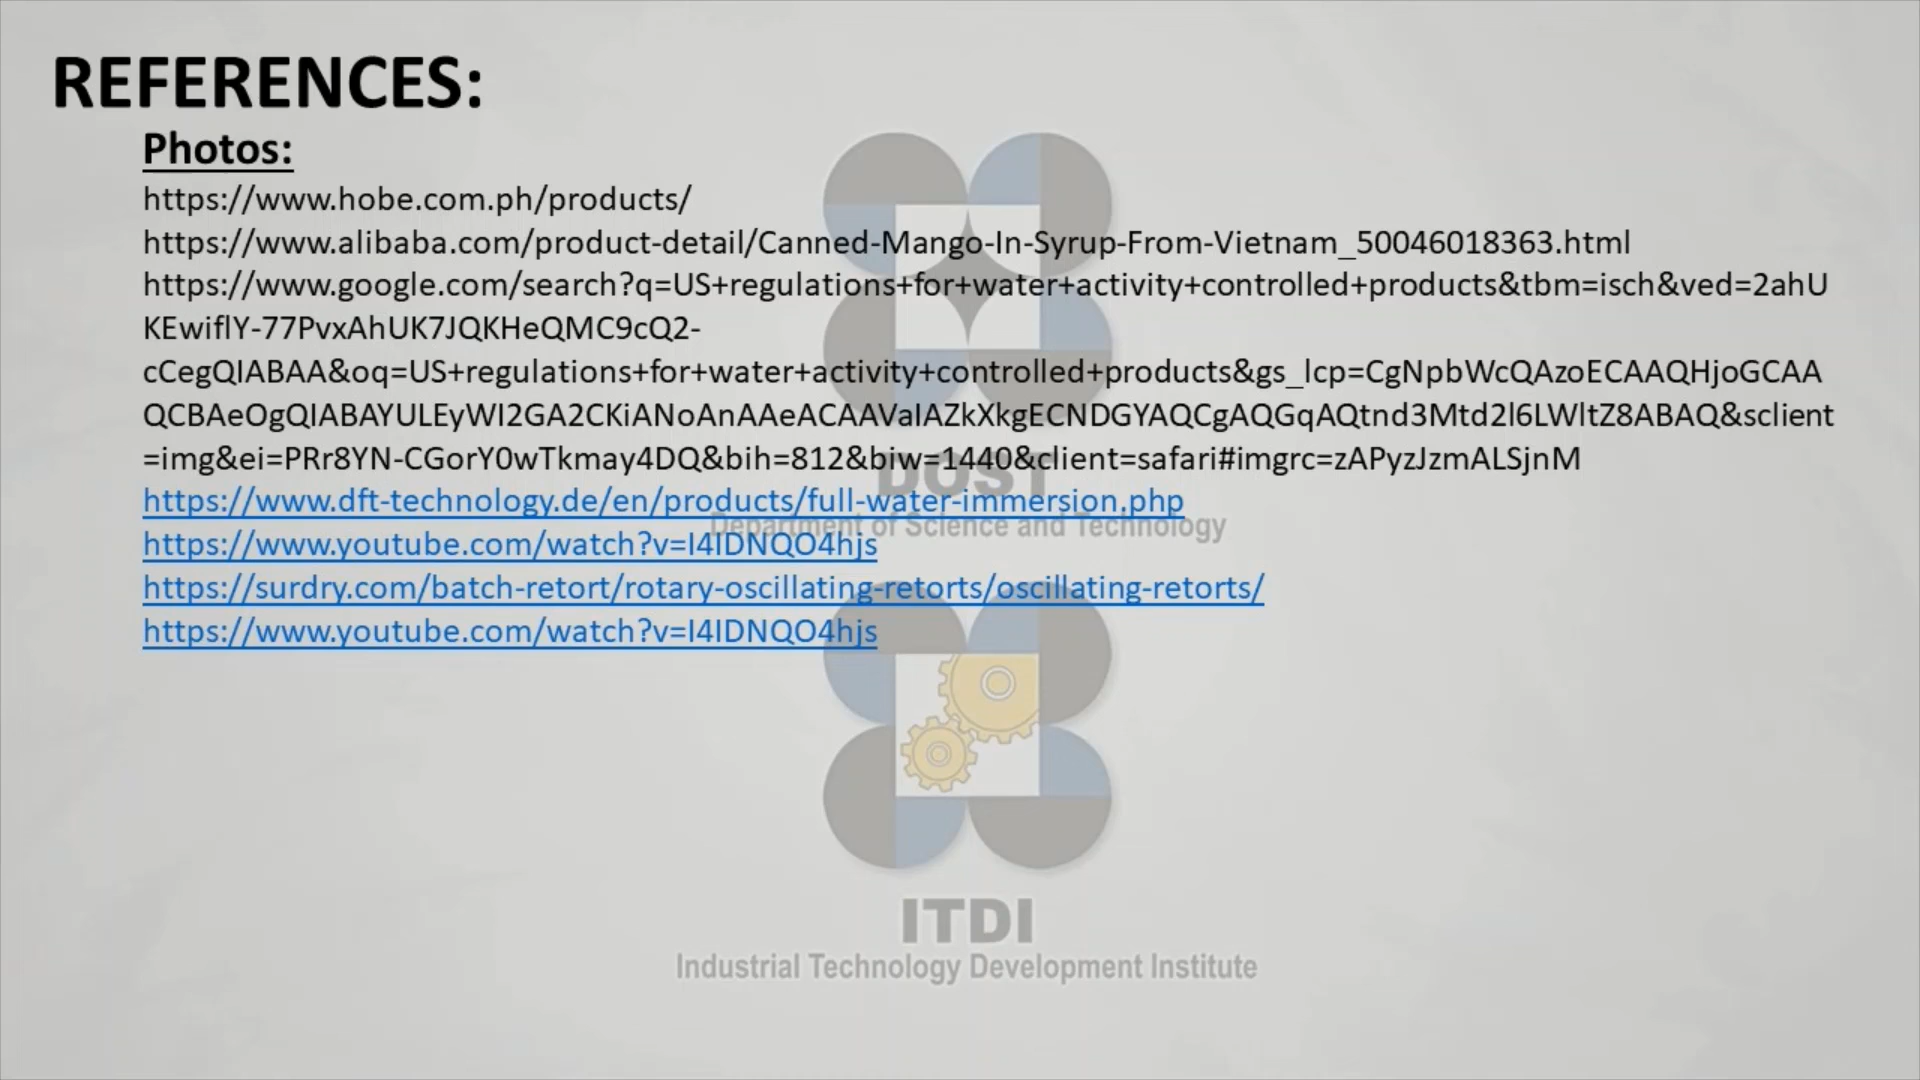 REFERENCES:
Photos:
https://www.hobe.com.ph/products/
https://www.alibaba.com/product-detail/Canned-Mango-In-Syrup-From-Vietnam_50046018363.html
https://www.google.com/search?q=US+regulations+for+water+activity+controlled+products&tbm=isch&ved=2ahU
KEwiflY-77PvxAhUK7JQKHeQMC9cQ2-
cCegQIABAA&oq=US+regulations+for+water+activity+controlled+products&gs_lcp=CgNpbWcQAzoECAAQHjoGCAA
QCBAeOgQIABAYULEyWI2GA2CKiANoAnAAeACAAVaIAZkXkgECNDGYAQCgAQGqAQtnd3Mtd2l6LWltZ8ABAQ&sclient
=img&ei=PRr8YN-CGorY0wTkmay4DQ&bih=812&biw=1440&client=safari#imgrc=zAPyzJzmALSjnM
DOST
https://www.dft-technology.de/en/products/full-water-immersion.php
Department of Science and Technology
https://www.youtube.com/watch?v=I4IDNQO4hjs
https://surdry.com/batch-retort/rotary-oscillating-retorts/oscillating-retorts/
https://www.youtube.com/watch?v=I4IDNQO4hjs
ITDI
Industrial Technology Development Institute